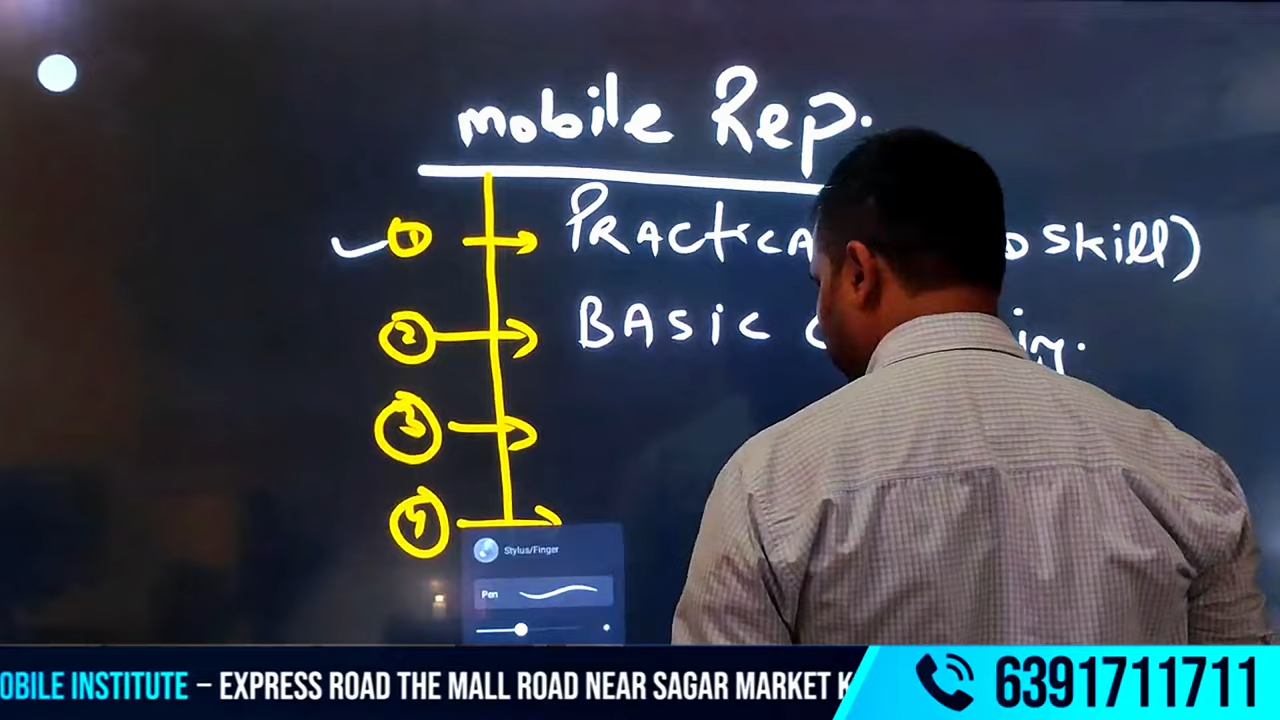 mobile Rep.
① PRACticA o skill)
② BASic
③
④
Stylus/Finger
Pen
OBILE INSTITUTE – EXPRESS ROAD THE MALL ROAD NEAR SAGAR MARKET K
6391711711